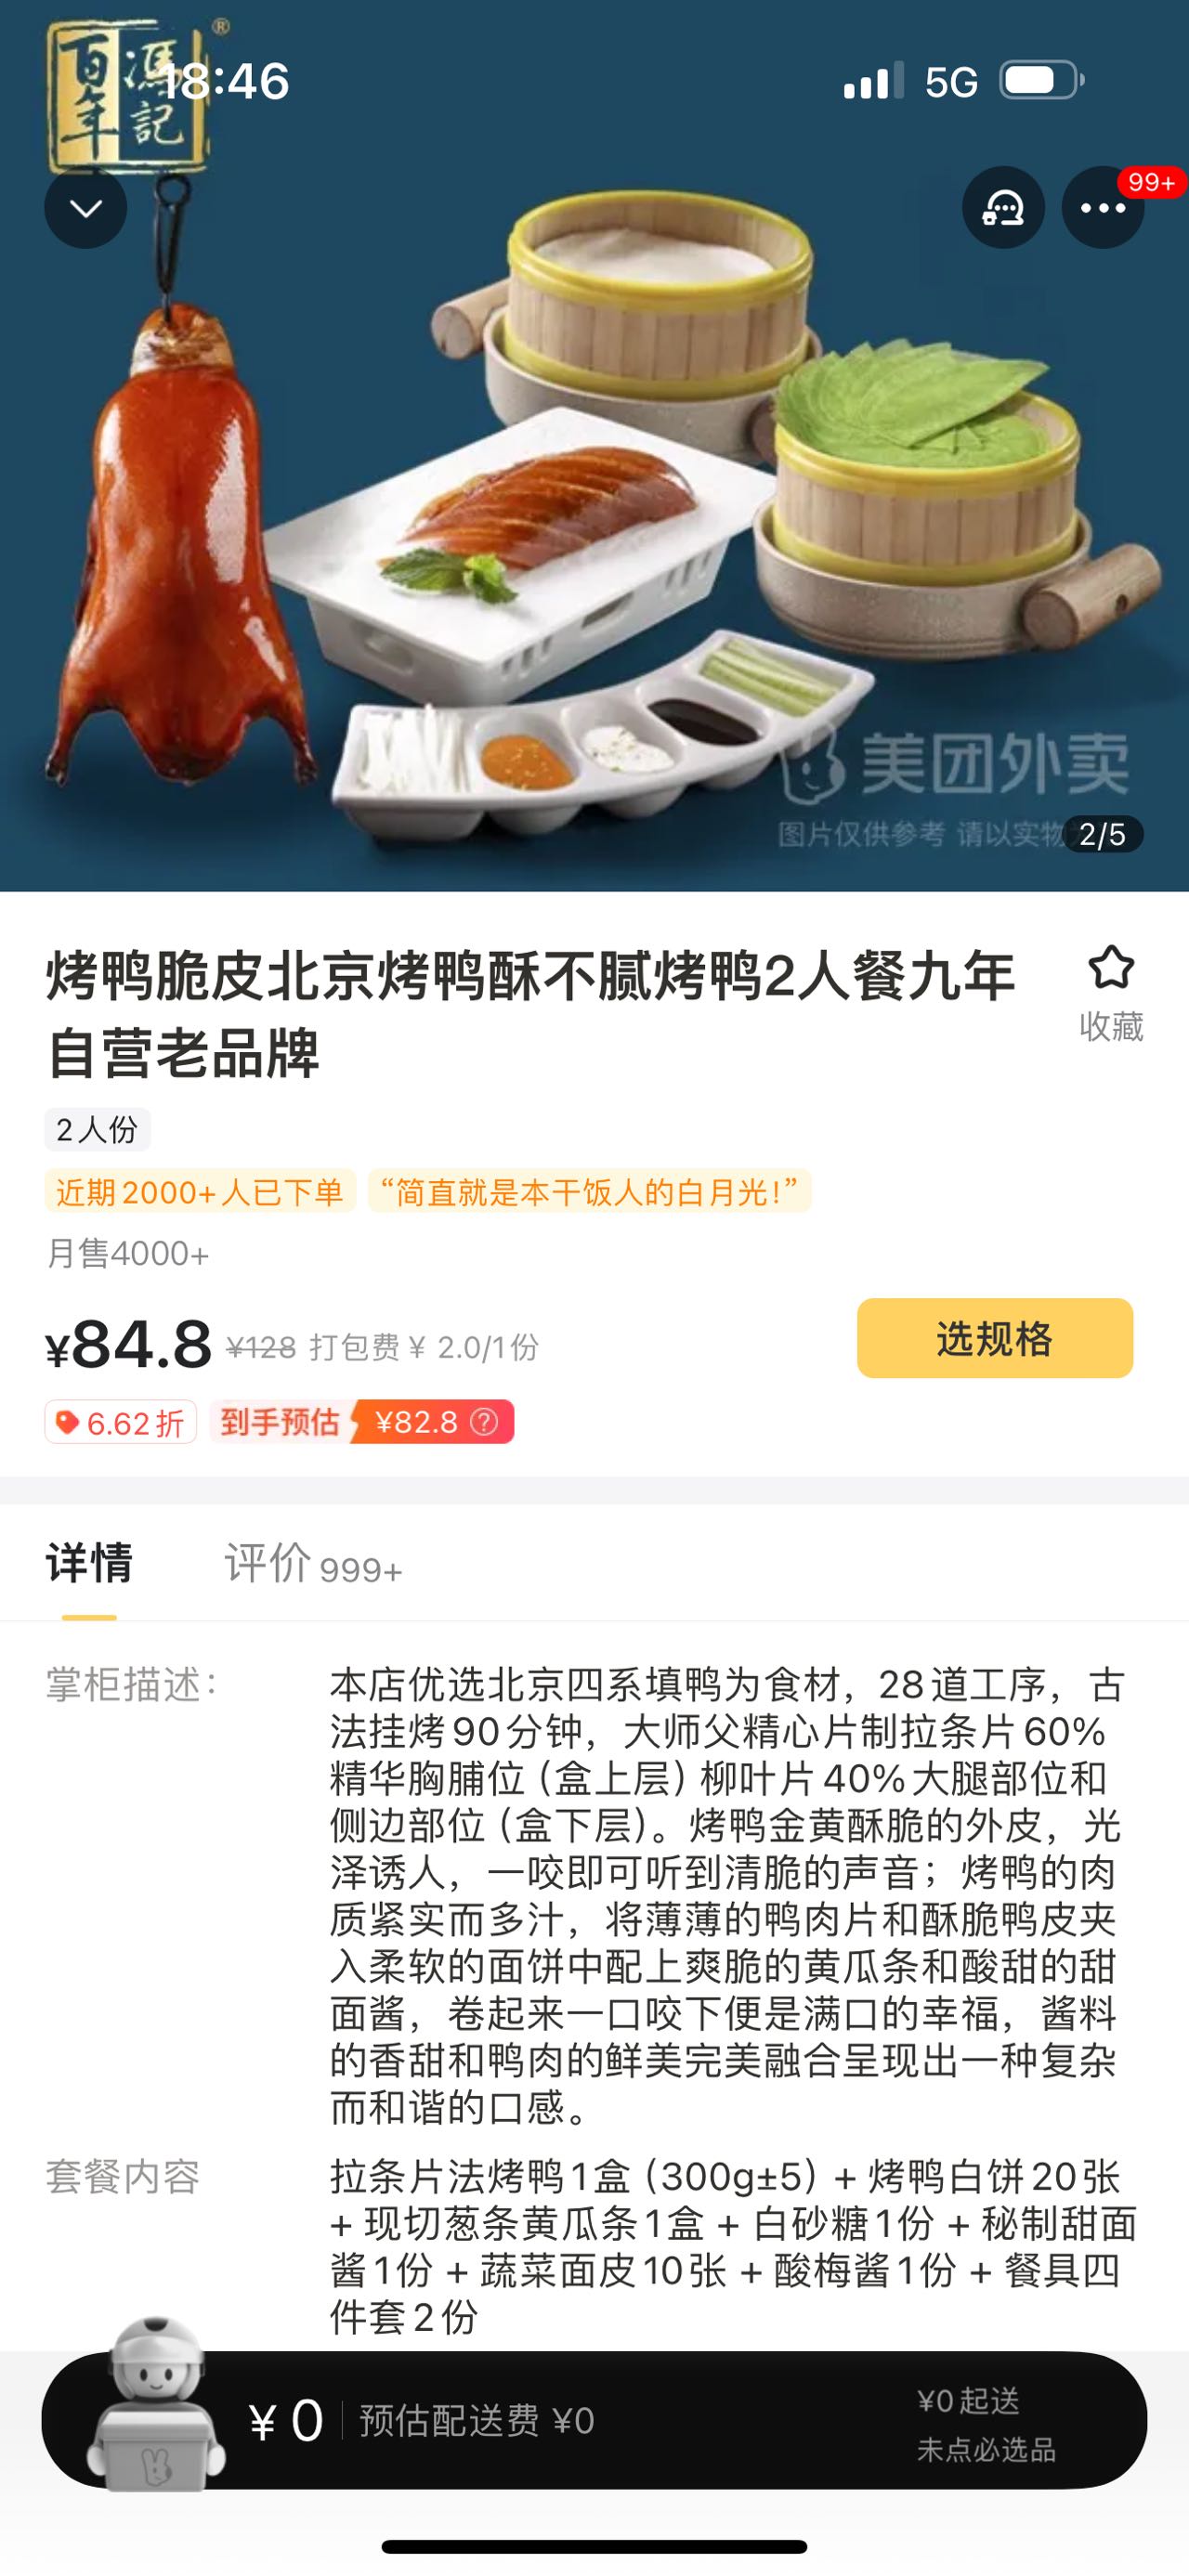 百年
馮記
®
18:46
5G
99+
美团外卖
图片仅供参考 请以实物
2/5
烤鸭脆皮北京烤鸭酥不腻烤鸭2人餐九年
自营老品牌
收藏
2人份
近期2000+人已下单 “简直就是本干饭人的白月光！”
月售4000+
¥84.8 ¥128 打包费 ¥ 2.0/1份
选规格
6.62折 到手预估 ¥82.8 ?
详情 评价 999+
掌柜描述：
本店优选北京四系填鸭为食材，28道工序，古
法挂烤90分钟，大师父精心片制拉条片60%
精华胸脯位（盒上层）柳叶片40%大腿部位和
侧边部位（盒下层）。烤鸭金黄酥脆的外皮，光
泽诱人，一咬即可听到清脆的声音；烤鸭的肉
质紧实而多汁，将薄薄的鸭肉片和酥脆鸭皮夹
入柔软的面饼中配上爽脆的黄瓜条和酸甜的甜
面酱，卷起来一口咬下便是满口的幸福，酱料
的香甜和鸭肉的鲜美完美融合呈现出一种复杂
而和谐的口感。
套餐内容
拉条片法烤鸭1盒（300g±5）+ 烤鸭白饼20张
+ 现切葱条黄瓜条1盒 + 白砂糖1份 + 秘制甜面
酱1份 + 蔬菜面皮10张 + 酸梅酱1份 + 餐具四
件套2份
¥ 0 预估配送费 ¥0
¥0起送
未点必选品